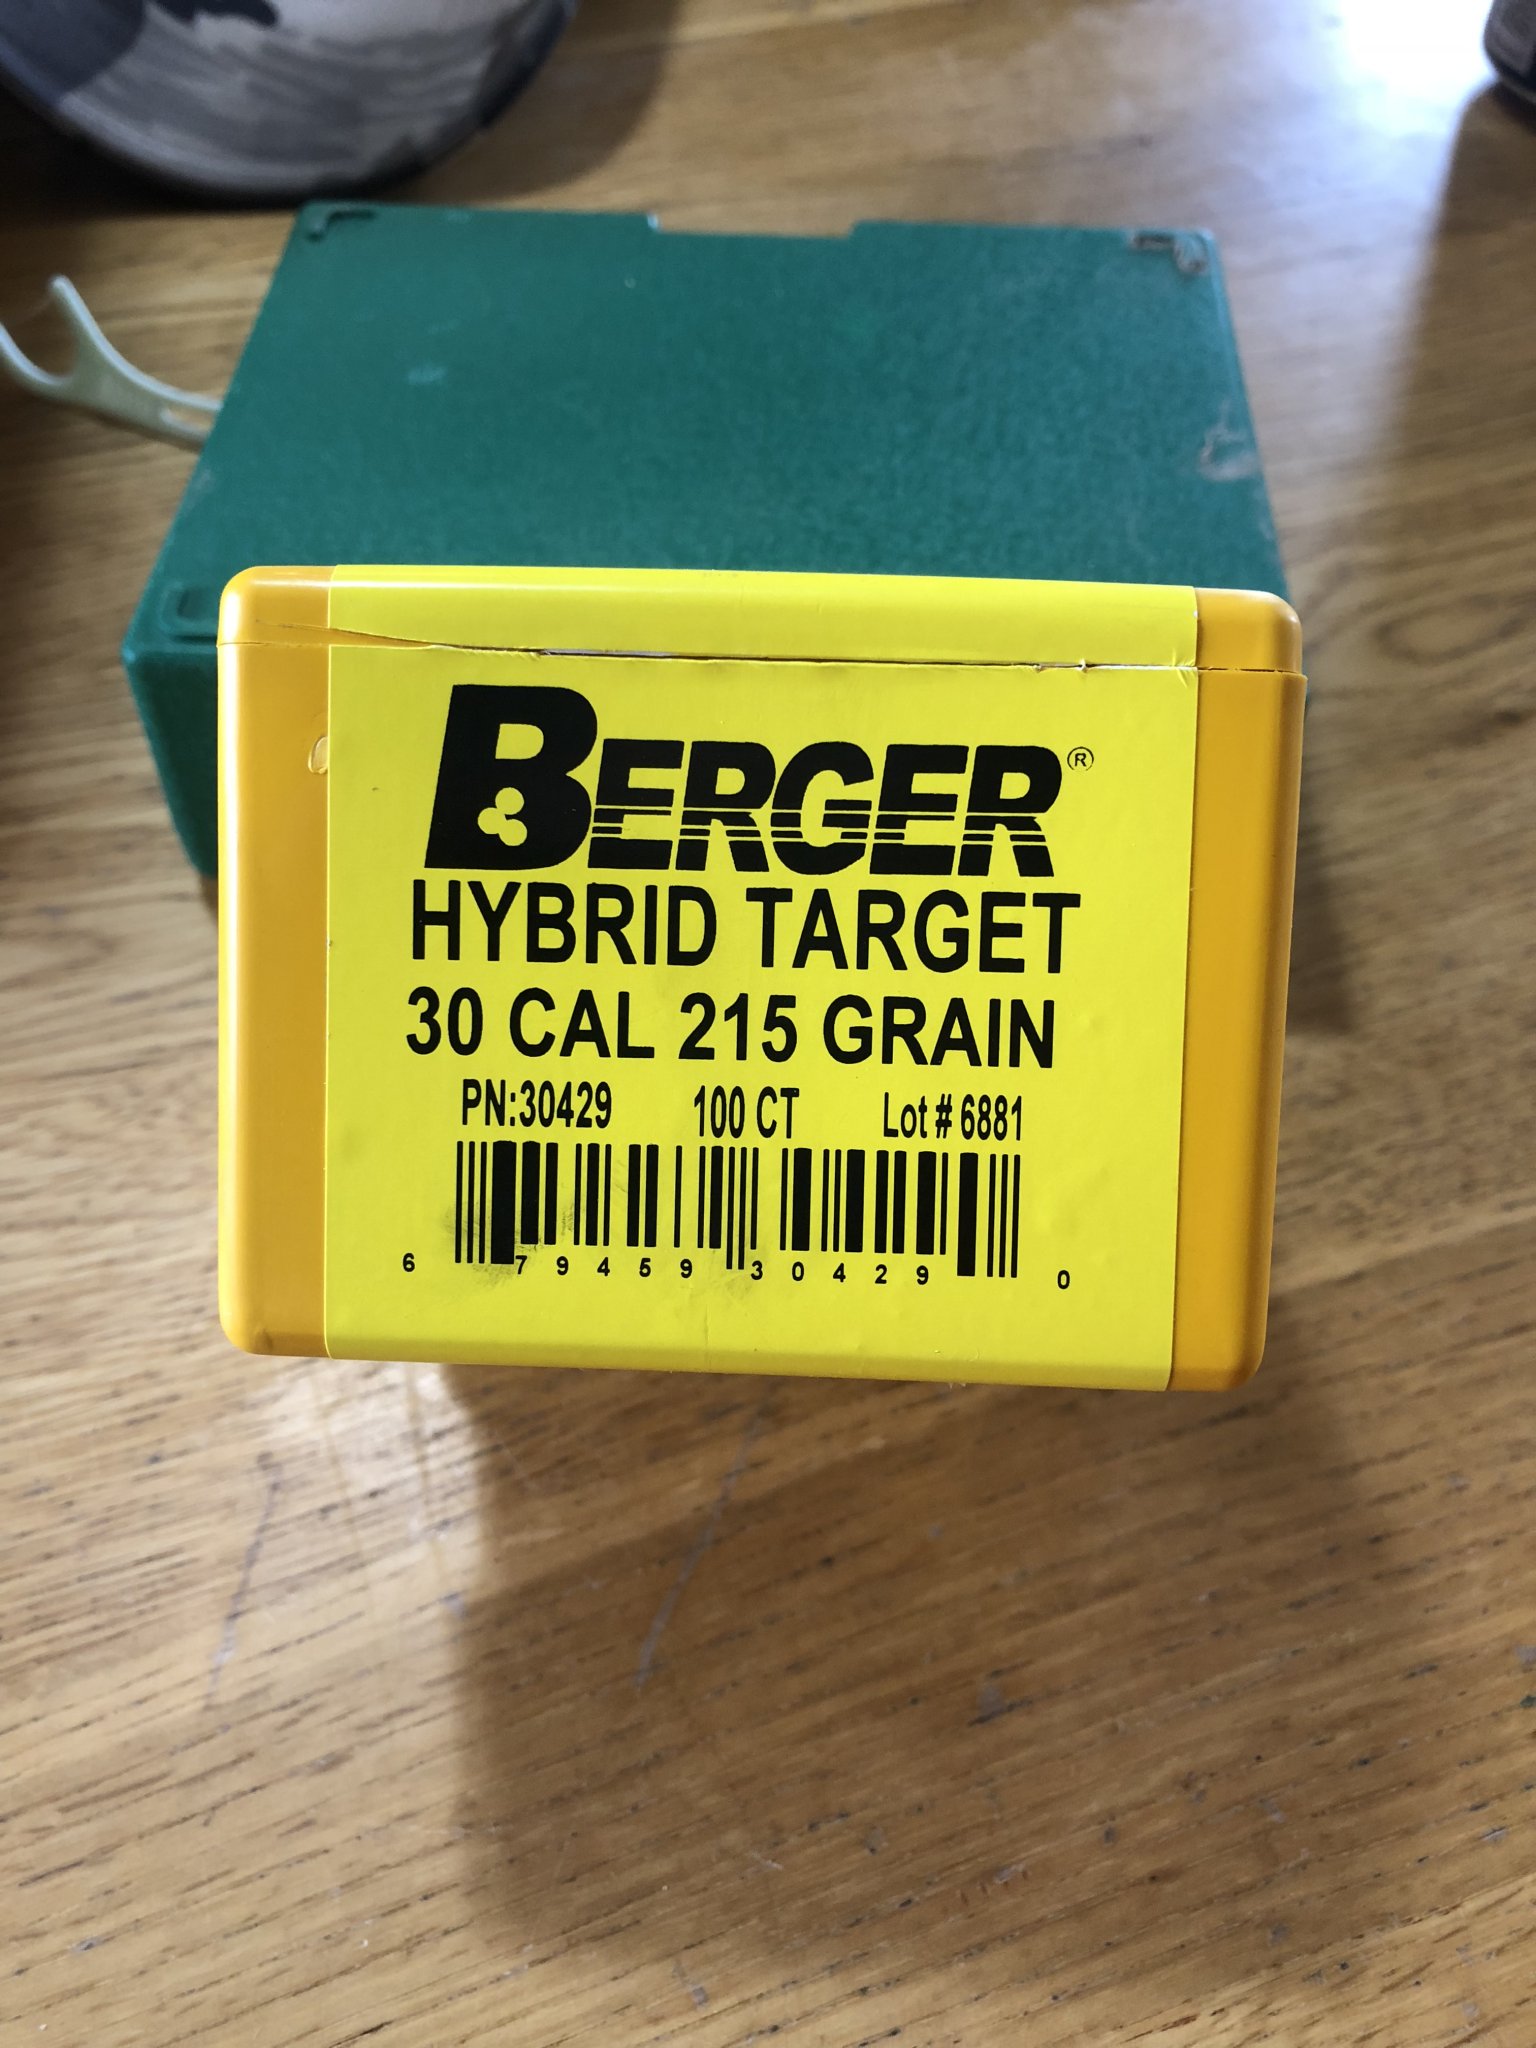 BERGER®
HYBRID TARGET
30 CAL 215 GRAIN
PN:30429 100 CT Lot # 6881
6 79459 30429 0